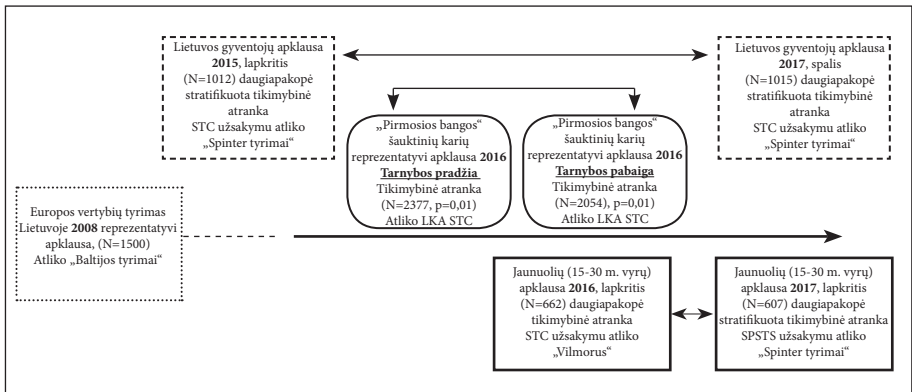 Lietuvos gyventojų apklausa
2015, lapkritis
(N=1012) daugiapakopė
stratifikuota tikimybinė
atranka
STC užsakymu atliko
„Spinter tyrimai“
Lietuvos gyventojų apklausa
2017, spalis
(N=1015) daugiapakopė
stratifikuota tikimybinė
atranka
STC užsakymu atliko
„Spinter tyrimai“
„Pirmosios bangos“
šauktinių karių
reprezentatyvi apklausa 2016
Tarnybos pradžia
Tikimybinė atranka
(N=2377, p=0,01)
Atliko LKA STC
„Pirmosios bangos“
šauktinių karių
reprezentatyvi apklausa 2016
Tarnybos pabaiga
Tikimybinė atranka
(N=2054), p=0,01)
Atliko LKA STC
Europos vertybių tyrimas
Lietuvoje 2008 reprezentatyvi
apklausa, (N=1500)
Atliko „Baltijos tyrimai“
Jaunuolių (15-30 m. vyrų)
apklausa 2016, lapkritis
(N=662) daugiapakopė
tikimybinė atranka
STC užsakymu atliko
„Vilmorus“
Jaunuolių (15-30 m. vyrų)
apklausa 2017, lapkritis
(N=607) daugiapakopė
stratifikuota tikimybinė atranka
SPSTS užsakymu atliko
„Spinter tyrimai“